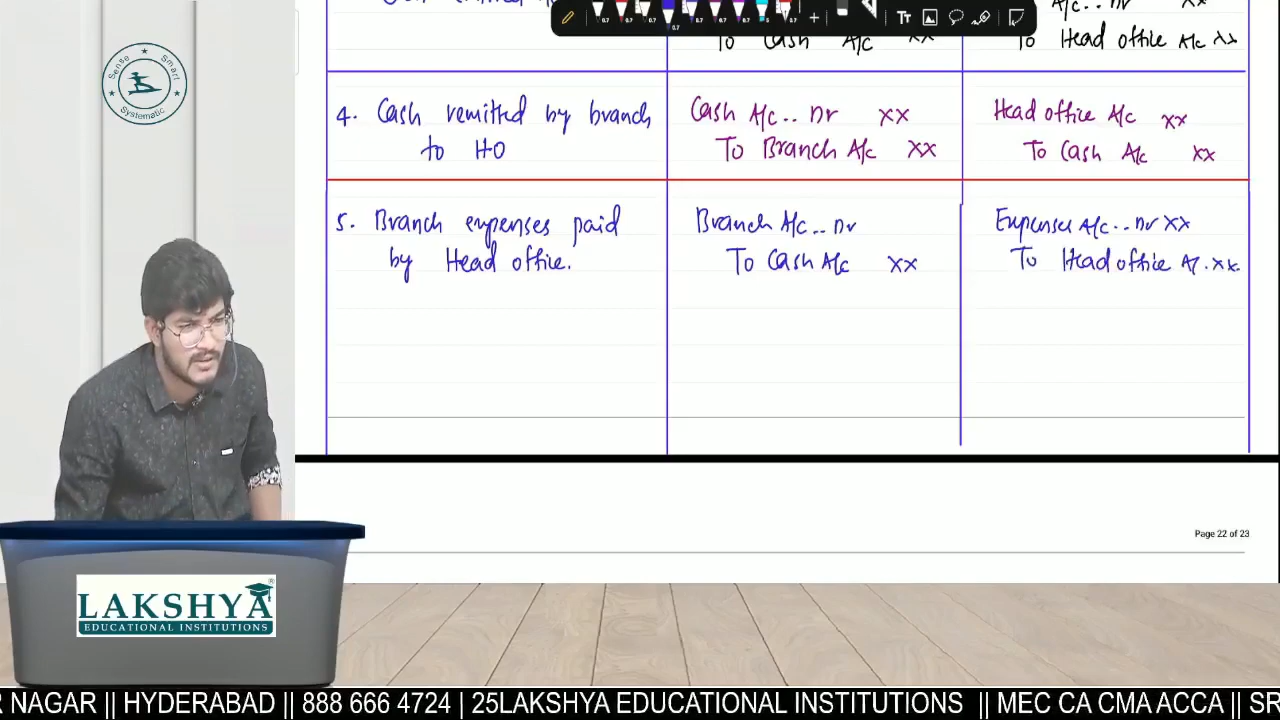 To Cash A/c xx
A/c.. Dr xx
To Head office A/c xx
4. Cash remitted by branch
to HO
Cash A/c.. Dr xx
To Branch A/c xx
Head office A/c xx
To Cash A/c xx
5. Branch expenses paid
by Head office.
Branch A/c.. Dr
To Cash A/c xx
Expenses A/c.. Dr xx
To Head office A/. xx.
Page 22 of 23
Sense Smart
Systematic
LAKSHYA
EDUCATIONAL INSTITUTIONS
R NAGAR || HYDERABAD || 888 666 4724 | 25LAKSHYA EDUCATIONAL INSTITUTIONS || MEC CA CMA ACCA || SR